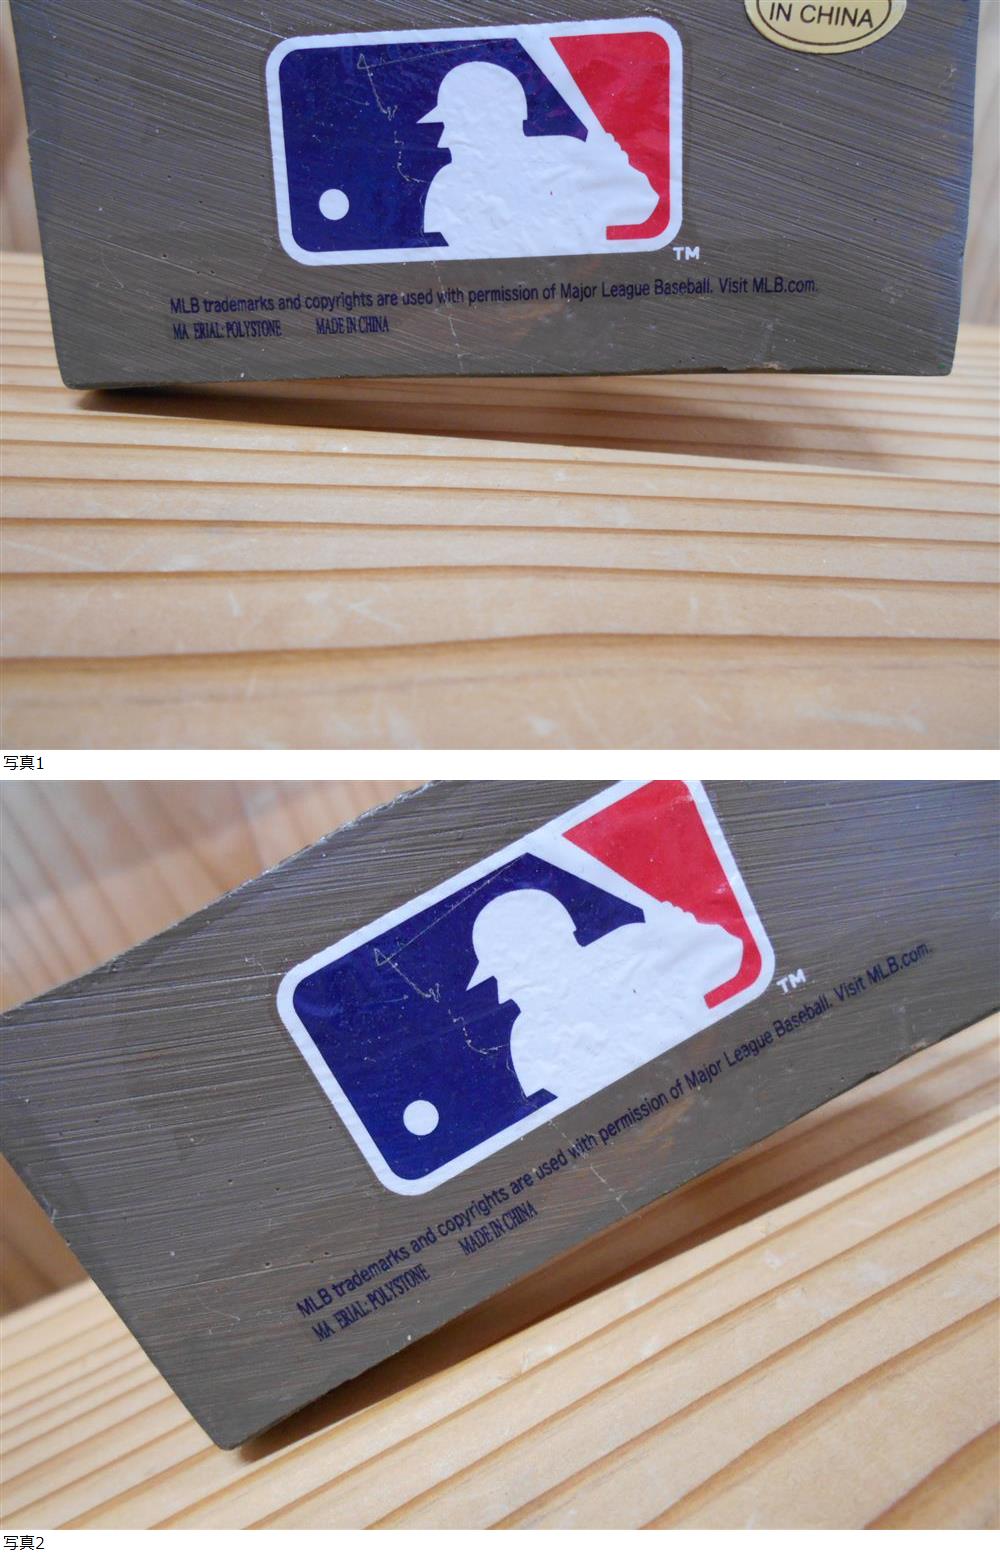 IN CHINA
TM
MLB trademarks and copyrights are used with permission of Major League Baseball. Visit MLB.com.
MA ERIAL: POLYSTONE MADE IN CHINA
写真1
TM
MLB trademarks and copyrights are used with permission of Major League Baseball. Visit MLB.com.
MA ERIAL: POLYSTONE MADE IN CHINA
写真2